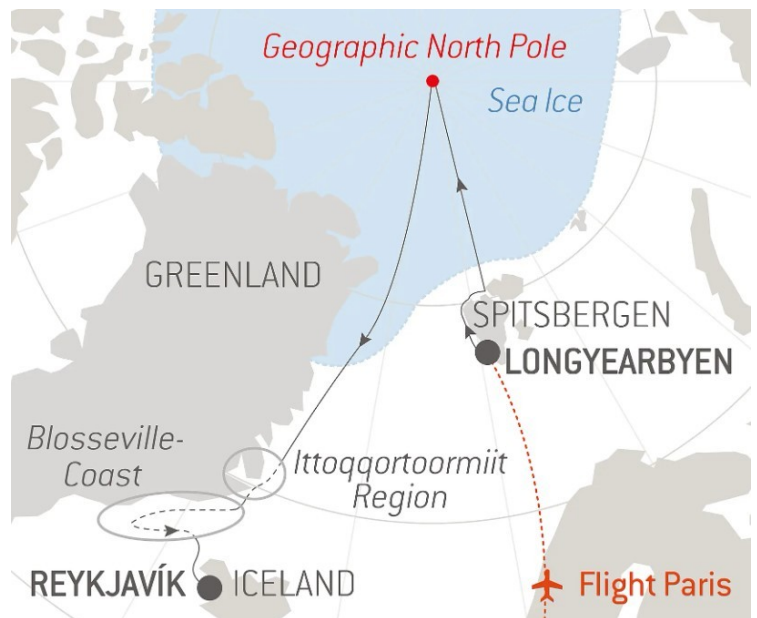 Geographic North Pole
Sea Ice
GREENLAND
SPITSBERGEN
LONGYEARBYEN
Blosseville-
Coast
Ittoqqortoormiit
Region
REYKJAVÍK
ICELAND
Flight Paris